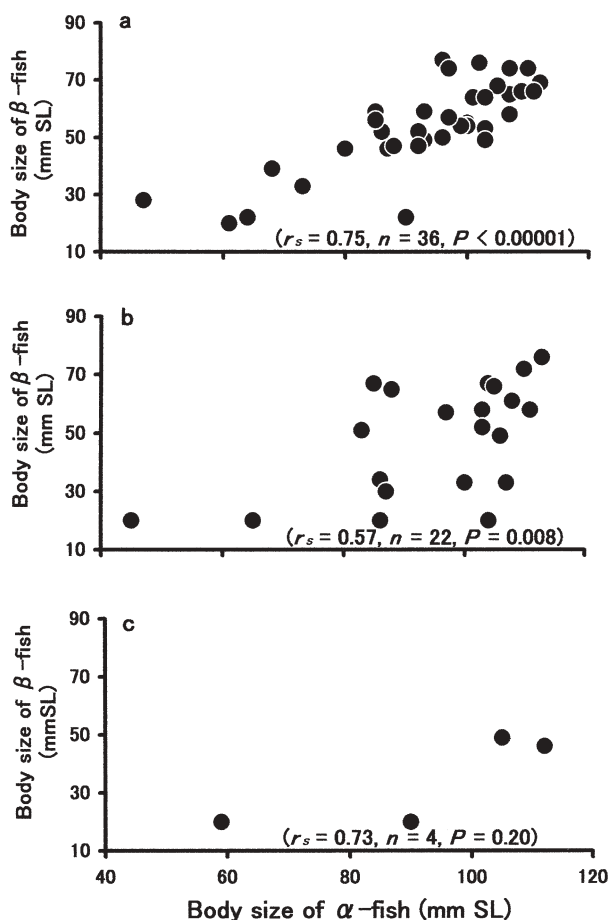 a
90
70
50
30
10
Body size of β-fish
(mm SL)
(rs = 0.75, n = 36, P < 0.00001)
b
90
70
50
30
10
Body size of β-fish
(mm SL)
(rs = 0.57, n = 22, P = 0.008)
c
90
70
50
30
10
Body size of β-fish
(mmSL)
(rs = 0.73, n = 4, P = 0.20)
40 60 80 100 120
Body size of α-fish (mm SL)